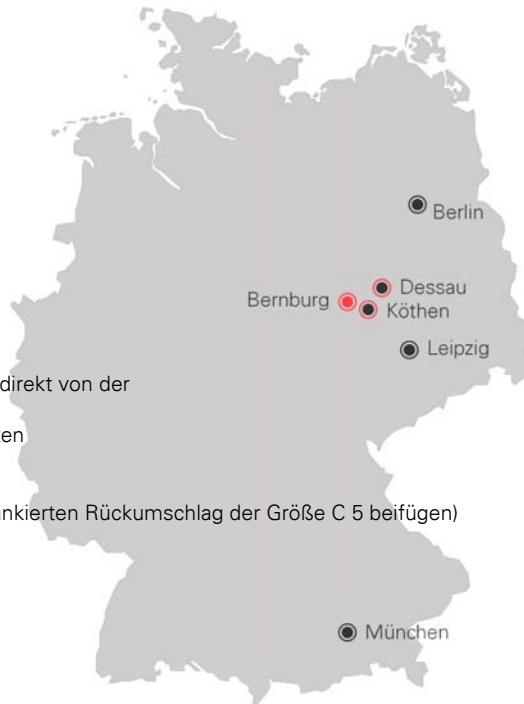 Berlin
Dessau
Bernburg
Köthen
Leipzig
direkt von der
en
nkierten Rückumschlag der Größe C 5 beifügen)
München